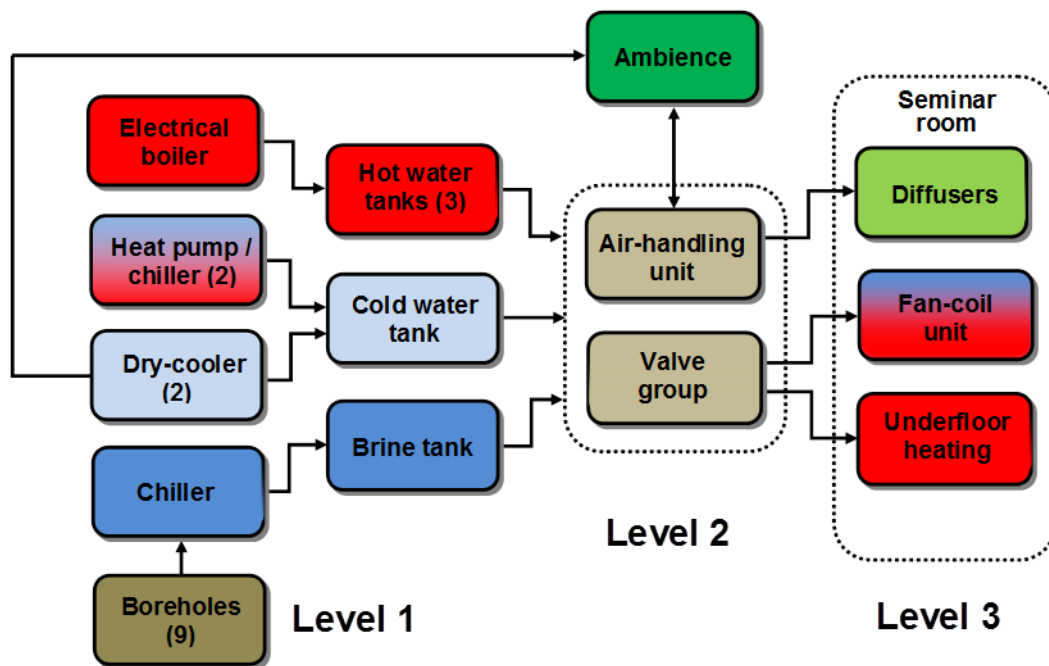 Ambience
Electrical
boiler
Hot water
tanks (3)
Heat pump /
chiller (2)
Cold water
tank
Dry-cooler
(2)
Brine tank
Chiller
Boreholes
(9)
Level 1
Air-handling
unit
Valve
group
Level 2
Seminar
room
Diffusers
Fan-coil
unit
Underfloor
heating
Level 3